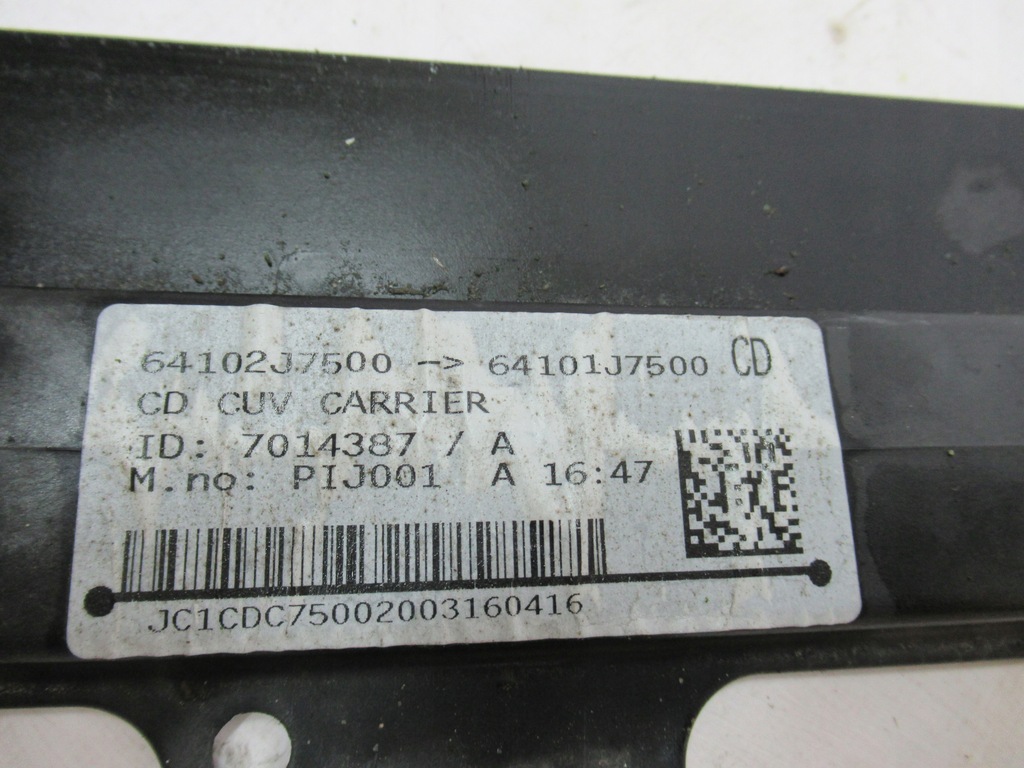 64102J7500 -> 64101J7500 CD
CD CUV CARRIER
ID: 7014387 / A
M.no: PIJ001 A 16:47
JC1CDC75002003160416